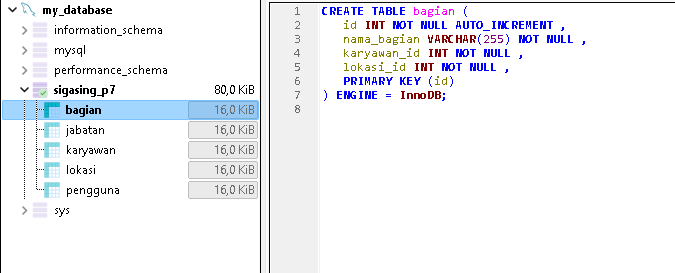 my_database
information_schema
mysql
performance_schema
sigasing_p7 80,0 KiB
bagian 16,0 KiB
jabatan 16,0 KiB
karyawan 16,0 KiB
lokasi 16,0 KiB
pengguna 16,0 KiB
sys
1 CREATE TABLE bagian (
2 id INT NOT NULL AUTO_INCREMENT ,
3 nama_bagian VARCHAR(255) NOT NULL ,
4 karyawan_id INT NOT NULL ,
5 lokasi_id INT NOT NULL ,
6 PRIMARY KEY (id)
7 ) ENGINE = InnoDB;
8